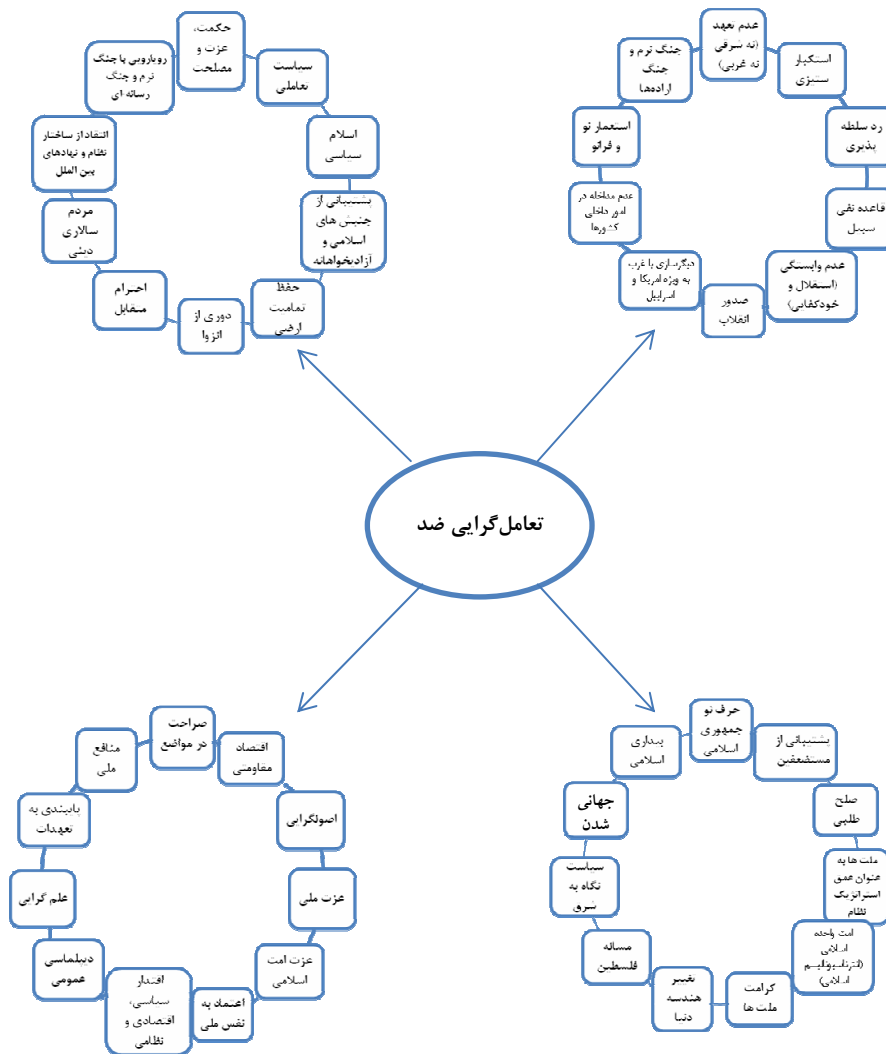 حکمت،
عزت و
مصلحت
سیاست
تعاملی
اسلام
سیاسی
پشتیبانی از
جنبش های
اسلامی و
آزادیخواهانه
حفظ
تمامیت
ارضی
دوری از
انزوا
احترام
متقابل
مردم
سالاری
دینی
انتقاد از ساختار
نظام و نهادهای
بین الملل
رویارویی با جنگ
نرم و جنگ
رسانه ای
عدم تعهد
(نه شرقی
نه غربی)
استکبار
ستیزی
رد سلطه
پذیری
قاعده نفی
سبیل
عدم وابستگی
(استقلال و
خودکفائی)
صدور
انقلاب
دیگرسازی با غرب
به ویژه امریکا و
اسراییل
عدم مداخله در
امور داخلی
کشورها
استعمار نو
و فرانو
جنگ نرم و
جنگ
اراده‌ها
تعامل‌گرایی ضد
صراحت
در مواضع
اقتصاد
مقاومتی
اصولگرایی
عزت ملی
عزت امت
اسلامی
اعتماد به
نفس ملی
اقتدار
سیاسی،
اقتصادی و
نظامی
دیپلماسی
عمومی
علم گرایی
پایبندی به
تعهدات
منافع
ملی
حرف نو
جمهوری
اسلامی
پشتیبانی از
مستضعفین
صلح
طلبی
ملت ها به
عنوان عمق
استراتژیک
نظام
امت واحده
اسلامی
(انترناسیونالیسم
اسلامی)
کرامت
ملت ها
تغییر
هندسه
دنیا
مساله
فلسطین
سیاست
نگاه به
شرق
جهانی
شدن
بیداری
اسلامی